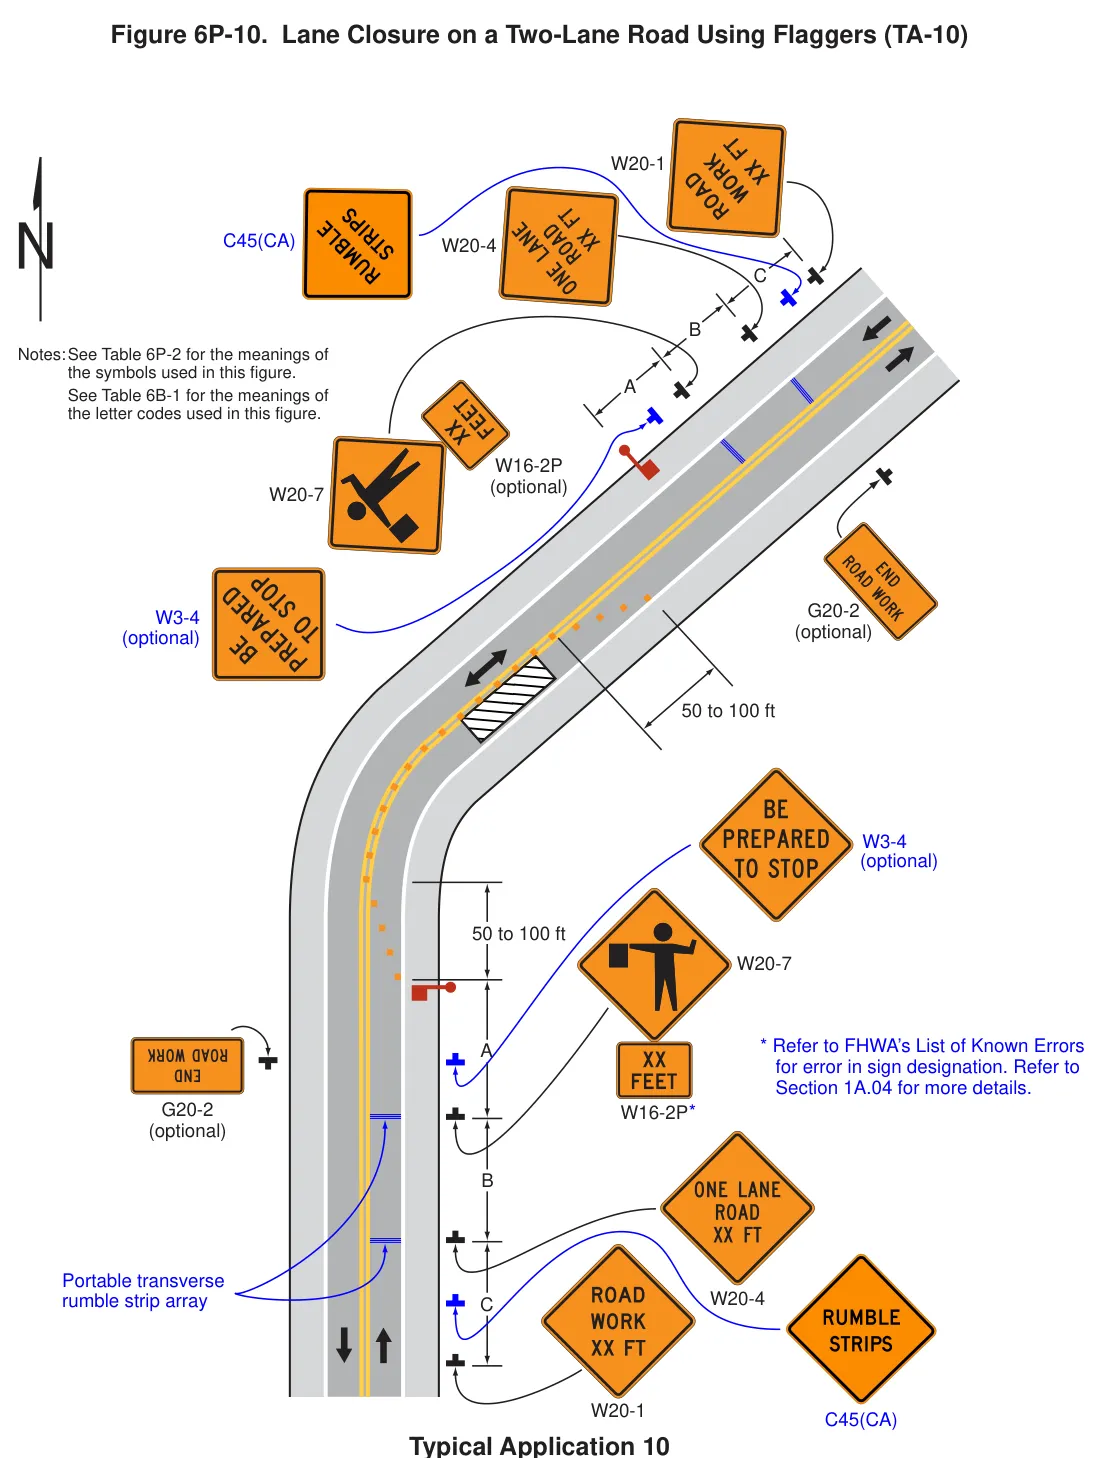 Figure 6P-10.  Lane Closure on a Two-Lane Road Using Flaggers (TA-10)
N
W20-1
ROAD
WORK
XX FT
C45(CA)
RUMBLE
STRIPS
W20-4
ONE LANE
ROAD
XX FT
C
B
A
Notes: See Table 6P-2 for the meanings of
the symbols used in this figure.
See Table 6B-1 for the meanings of
the letter codes used in this figure.
XX
FEET
W16-2P
(optional)
W20-7
W3-4
(optional)
BE
PREPARED
TO STOP
END
ROAD WORK
G20-2
(optional)
50 to 100 ft
BE
PREPARED
TO STOP
W3-4
(optional)
50 to 100 ft
W20-7
XX
FEET
W16-2P*
* Refer to FHWA's List of Known Errors
for error in sign designation. Refer to
Section 1A.04 for more details.
A
END
ROAD WORK
G20-2
(optional)
B
ONE LANE
ROAD
XX FT
W20-4
Portable transverse
rumble strip array
C
ROAD
WORK
XX FT
W20-1
RUMBLE
STRIPS
C45(CA)
Typical Application 10